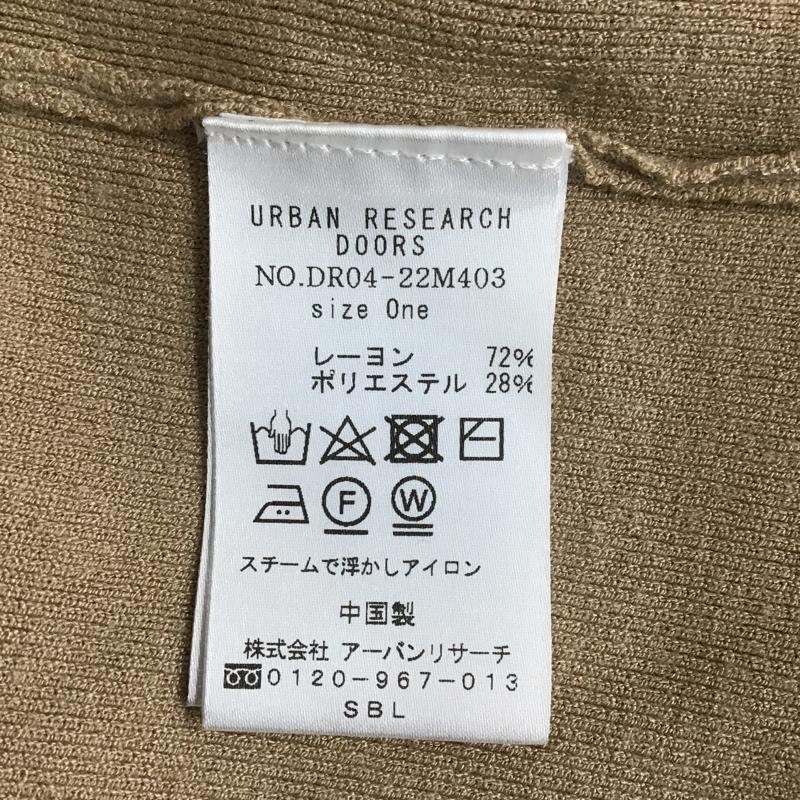 URBAN RESEARCH
DOORS
NO.DR04-22M403
size One
レーヨン 72%
ポリエステル 28%
F W
スチームで浮かしアイロン
中国製
株式会社 アーバンリサーチ
0120-967-013
SBL